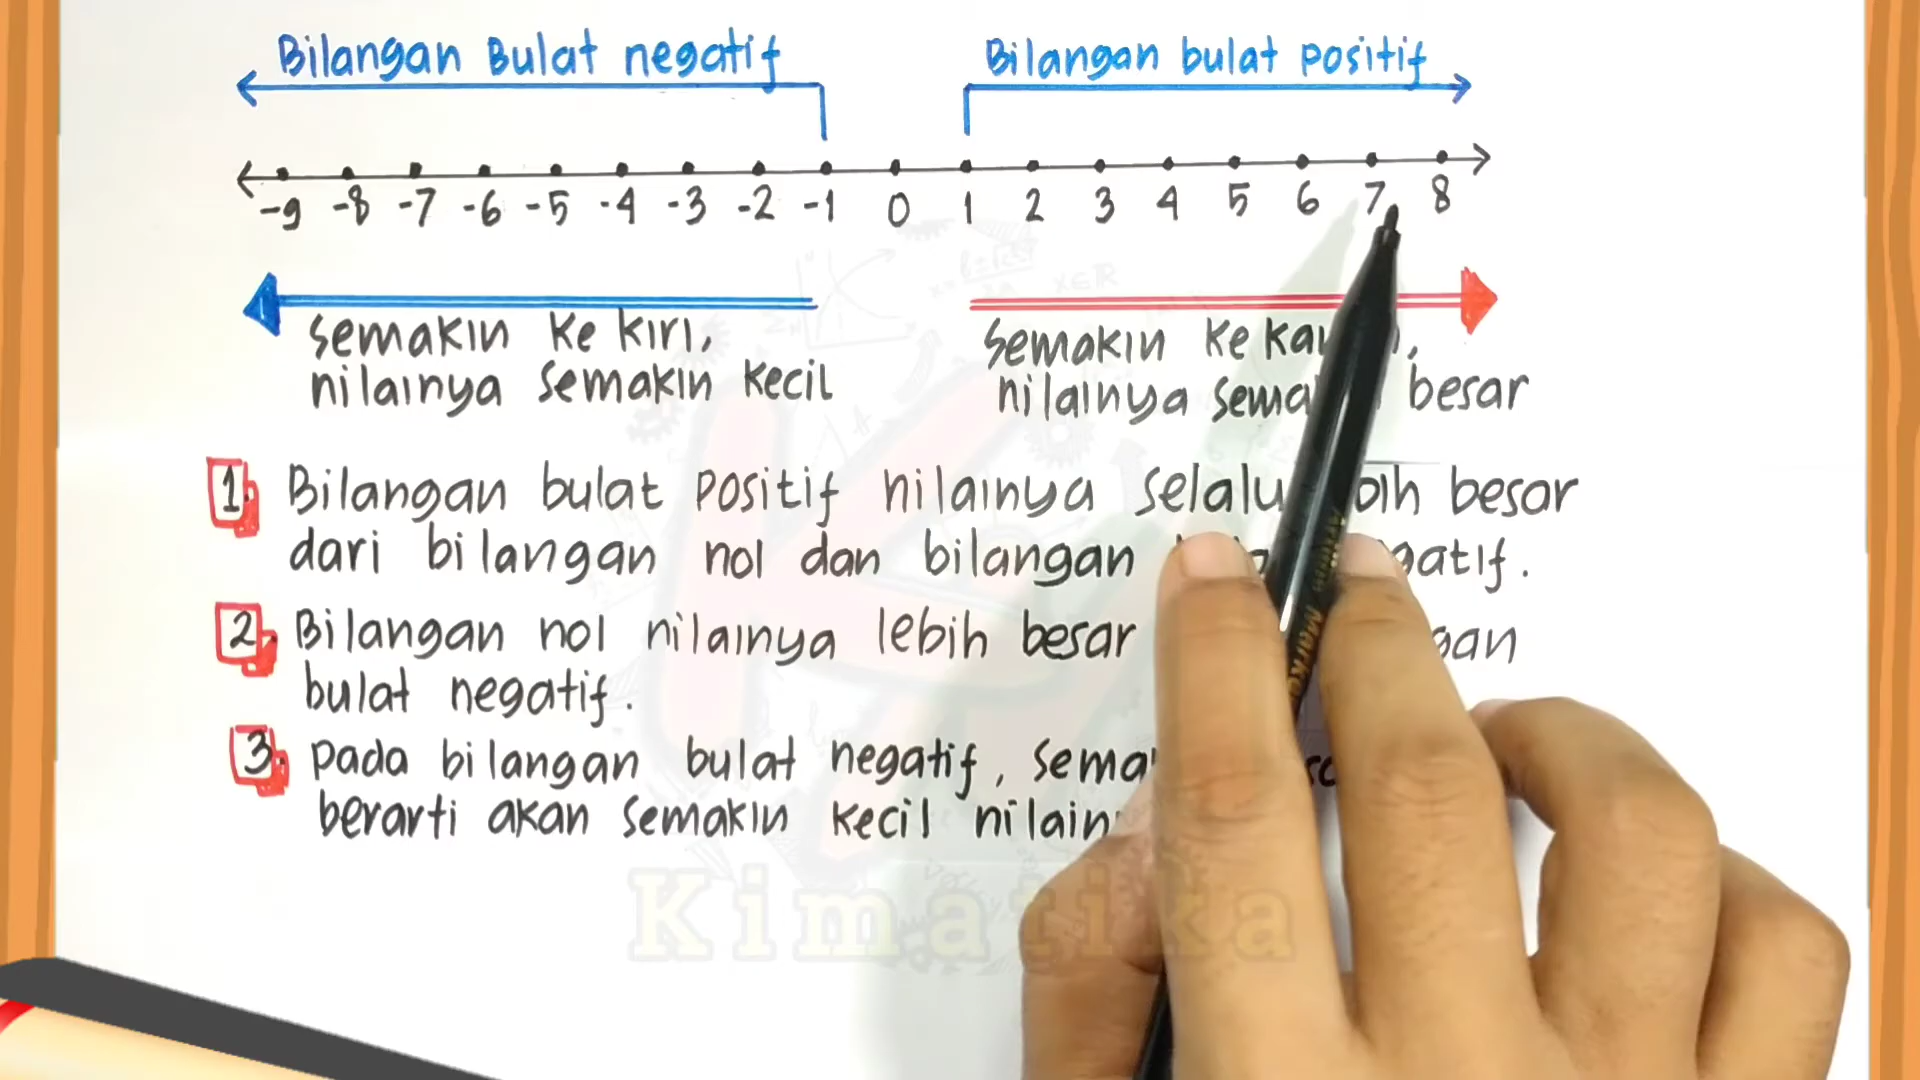 Bilangan Bulat negatif
Bilangan bulat positif
-9 -8 -7 -6 -5 -4 -3 -2 -1 0 1 2 3 4 5 6 7 8
semakin ke kiri,
nilainya semakin kecil
semakin ke
nilainya besar
1. Bilangan bulat positif nilainya selalu besar
dari bilangan nol dan bilangan
2. Bilangan nol nilainya lebih besar
bulat negatif.
3. pada bilangan bulat negatif,
berarti akan semakin kecil
Kimatika